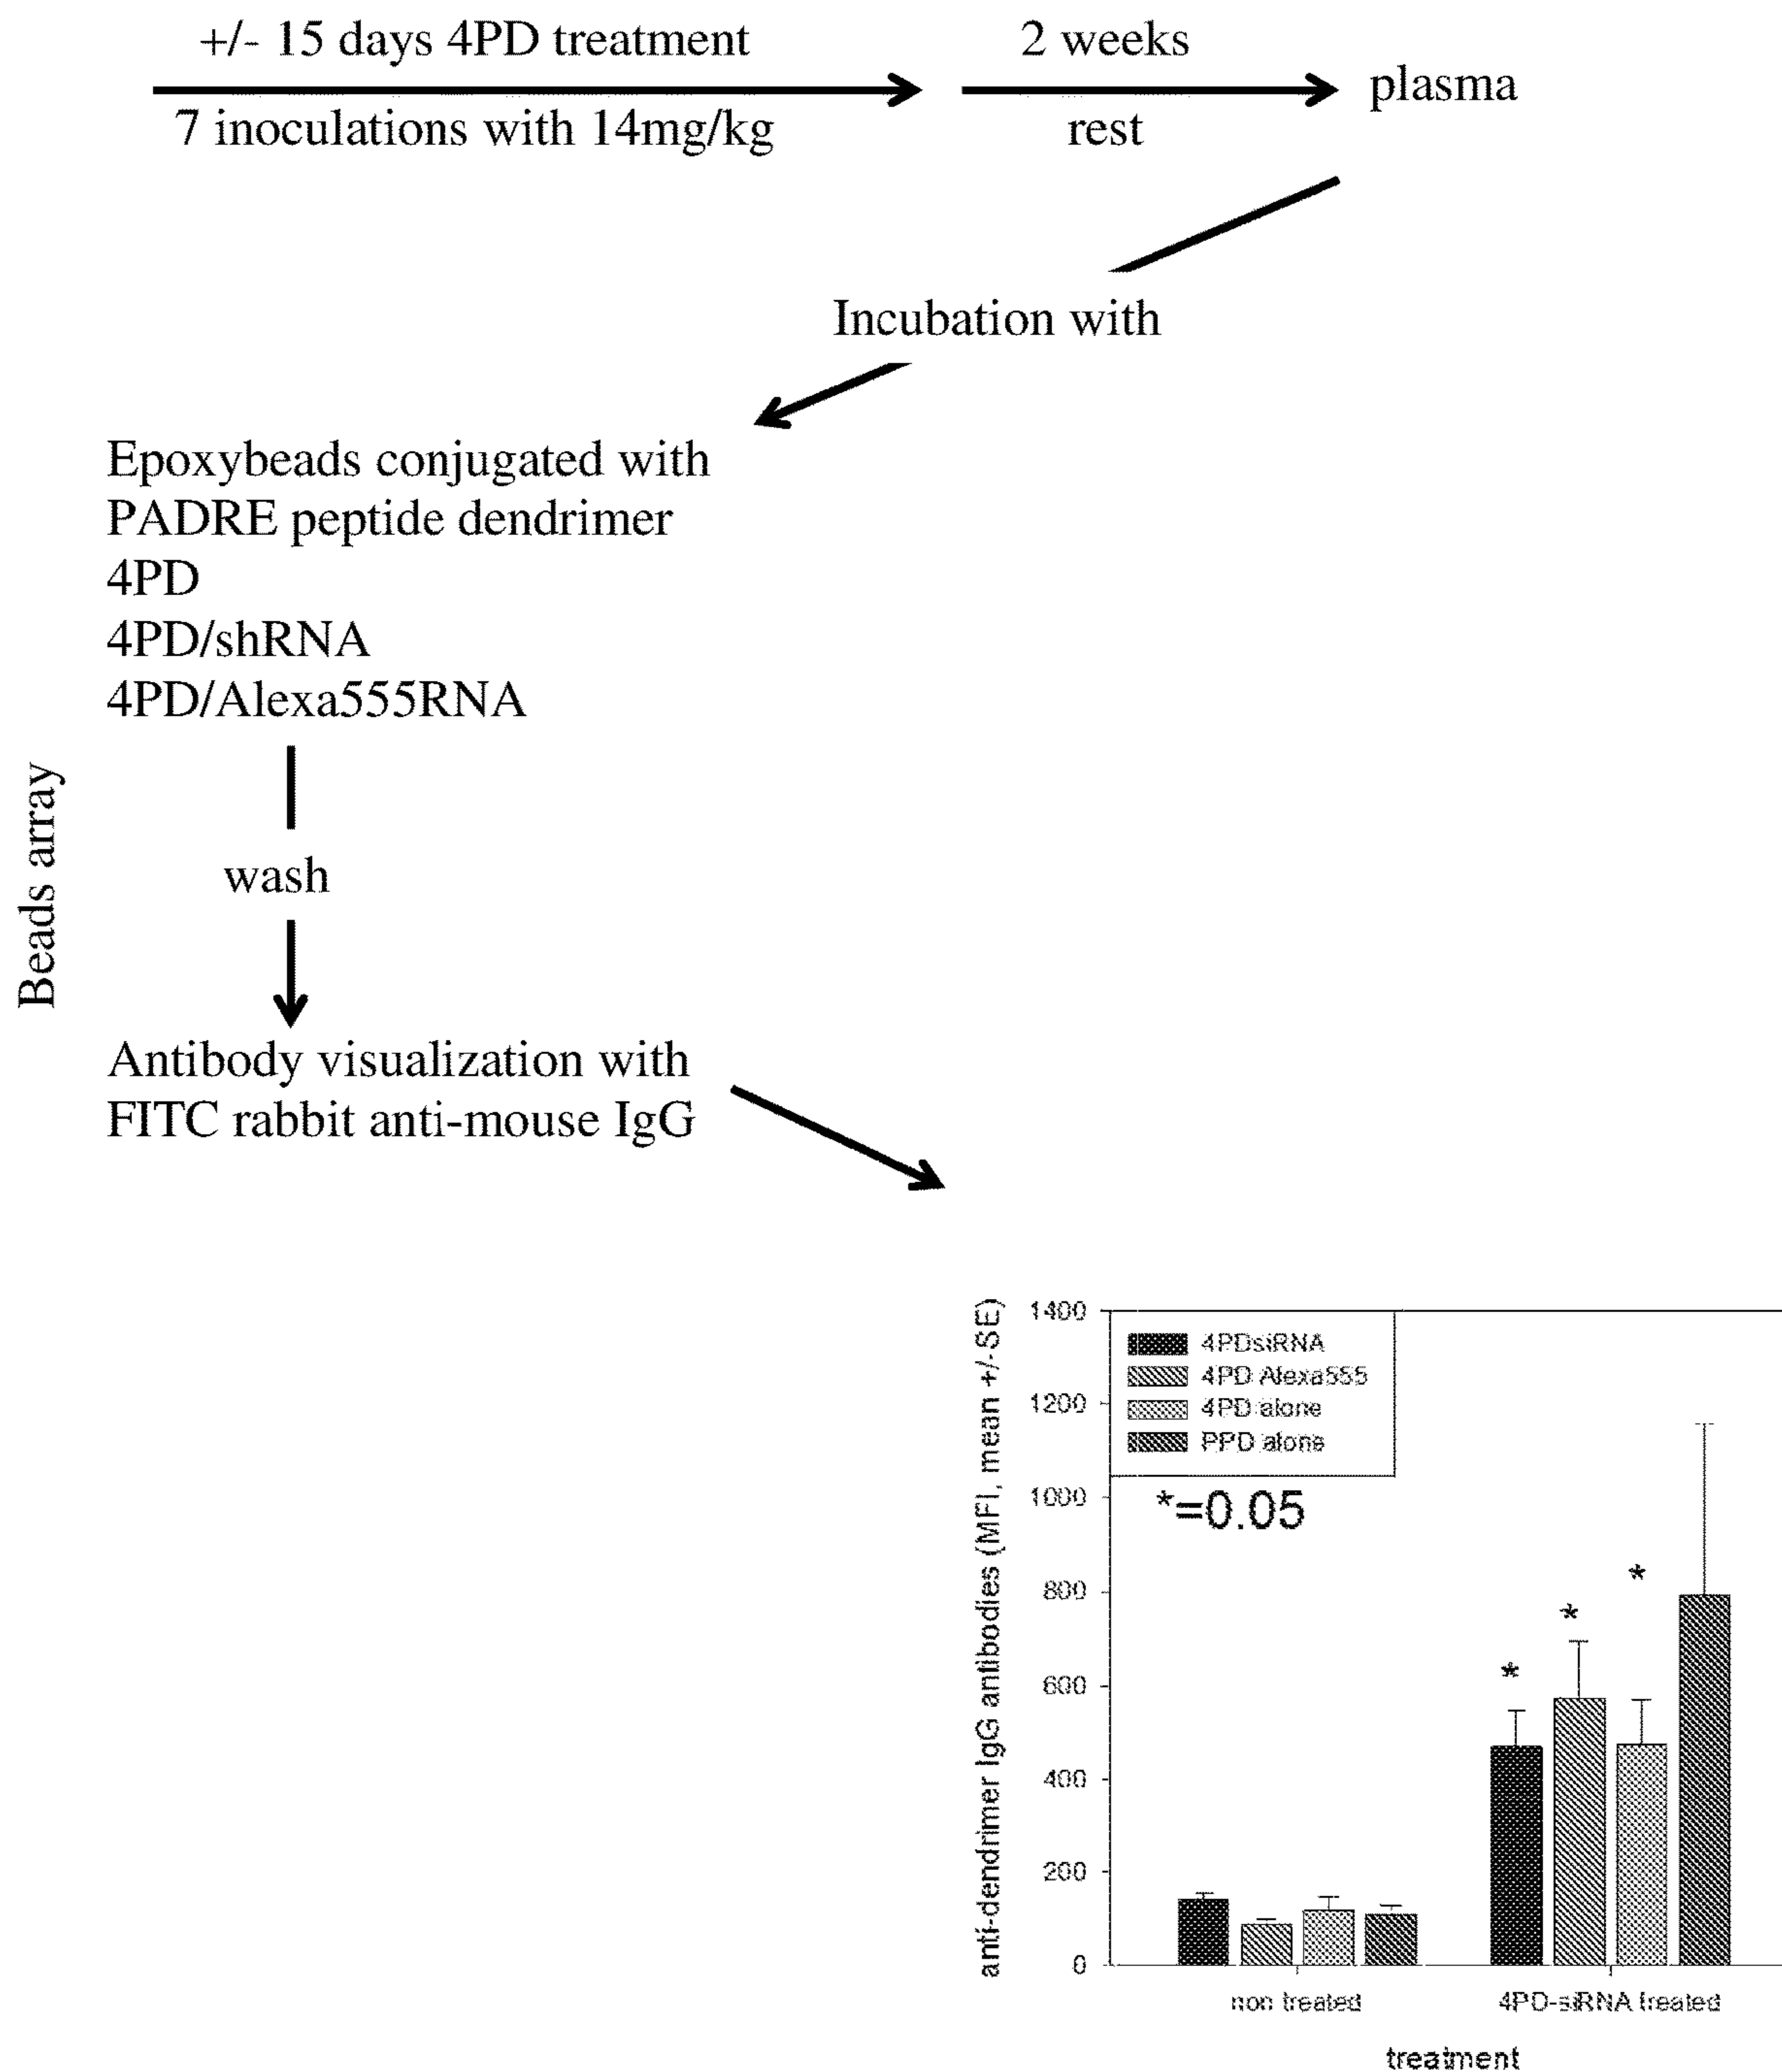 +/- 15 days 4PD treatment
7 inoculations with 14mg/kg
2 weeks
rest
plasma
Incubation with
Epoxybeads conjugated with
PADRE peptide dendrimer
4PD
4PD/shRNA
4PD/Alexa555RNA
Beads array
wash
Antibody visualization with
FITC rabbit anti-mouse IgG
anti-dendrimer IgG antibodies (MFI, mean +/-SE)
1400
1200
1000
800
600
400
200
0
4PDsiRNA
4PD Alexa555
4PD alone
PPD alone
*=0.05
*
*
*
non treated
4PD-siRNA treated
treatment